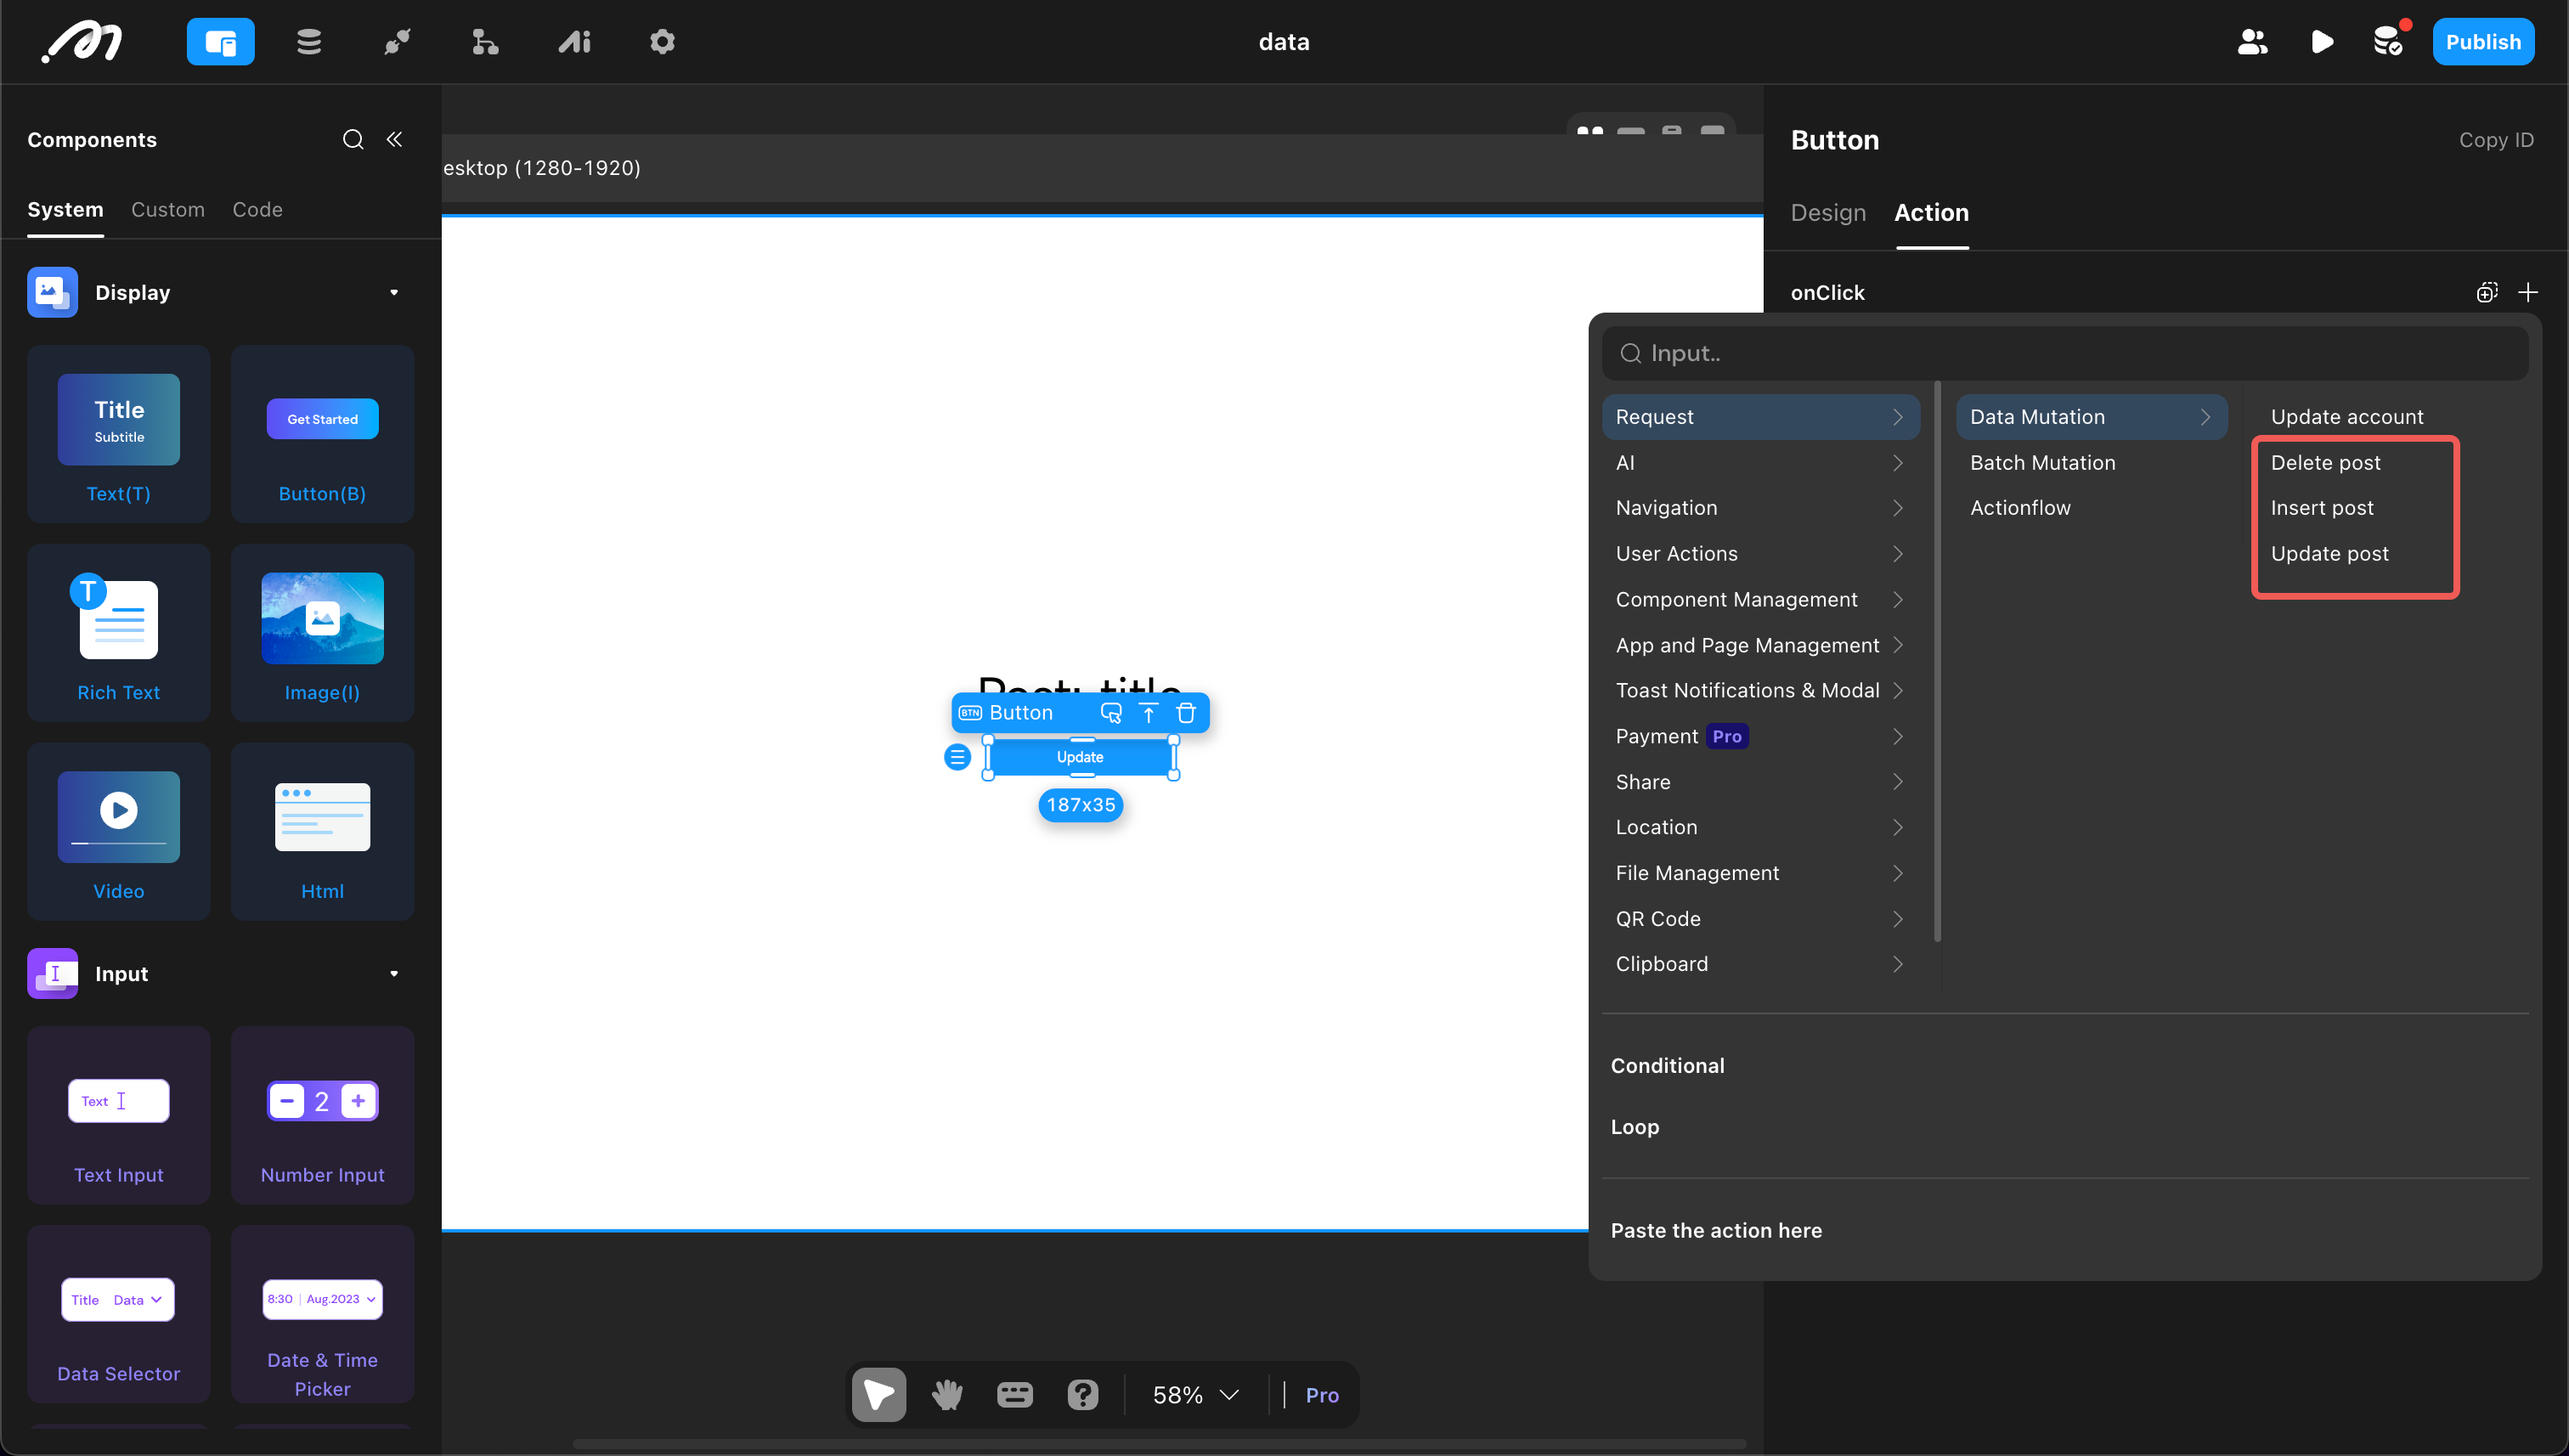 data
Publish
Components
System Custom Code
Display
Title
Subtitle
Text(T)
Get Started
Button(B)
T
Rich Text
Image(I)
Video
Html
Input
Text
Text Input
2
Number Input
Title Data
Data Selector
8:30 | Aug.2023
Date & Time
Picker
esktop (1280-1920)
Post: title
BTN Button
Update
187x35
58%
Pro
Button
Copy ID
Design Action
onClick
Input..
Request
AI
Navigation
User Actions
Component Management
App and Page Management
Toast Notifications & Modal
Payment Pro
Share
Location
File Management
QR Code
Clipboard
Data Mutation
Batch Mutation
Actionflow
Update account
Delete post
Insert post
Update post
Conditional
Loop
Paste the action here